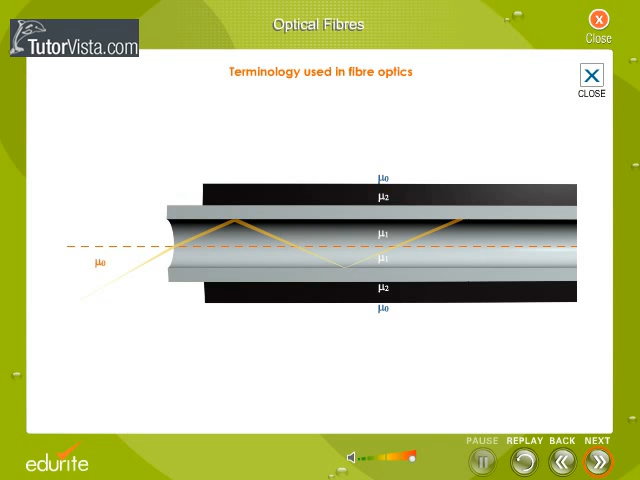 Optical Fibres
TutorVista.com
X
Close
Terminology used in fibre optics
X
CLOSE
μ0
μ2
μ1
μ0
μ1
μ2
μ0
PAUSE REPLAY BACK NEXT
edurite